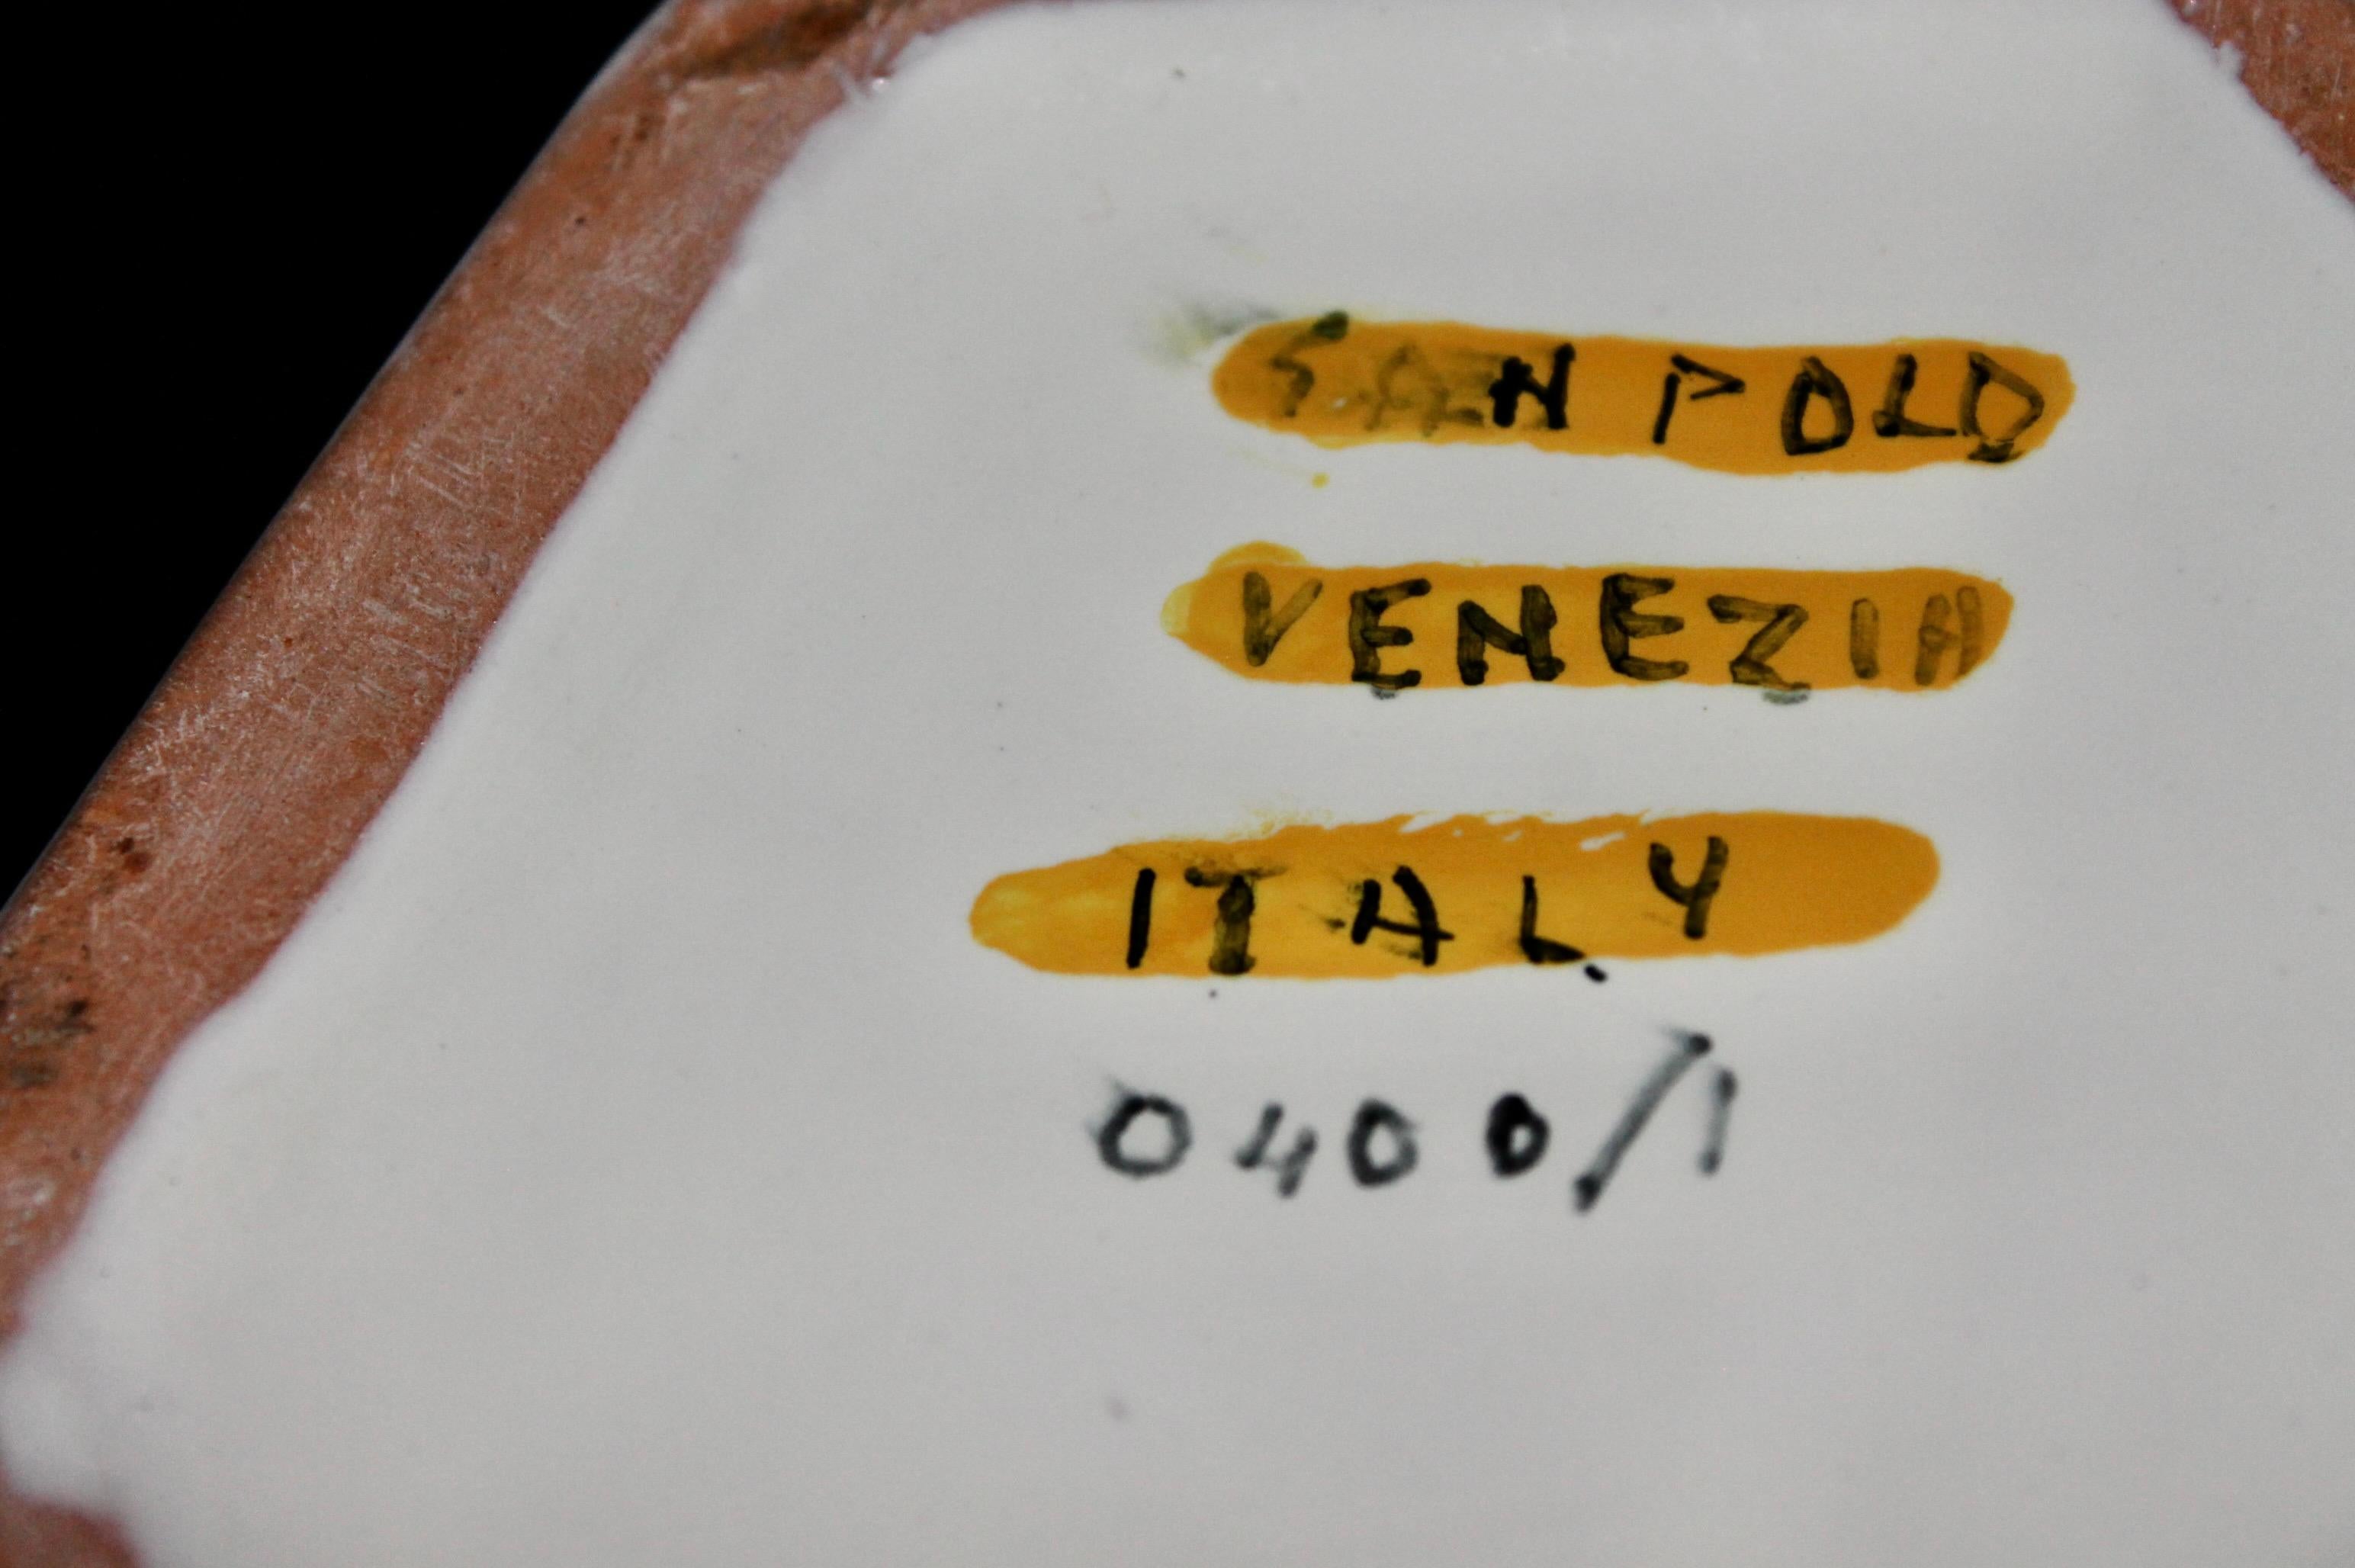 SAN POLO
VENEZIA
ITALY
0400/1